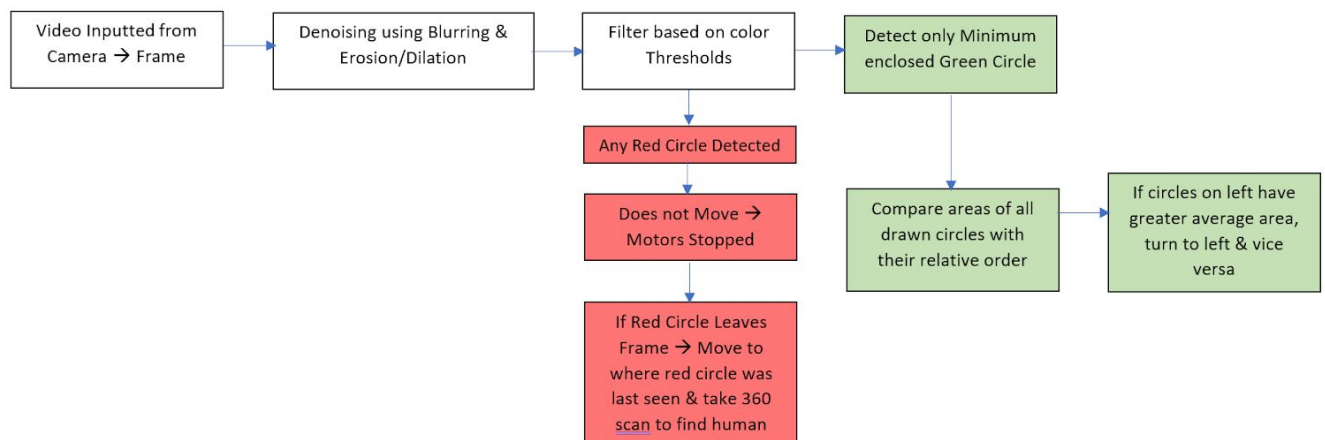 Video Inputted from
Camera → Frame
Denoising using Blurring &
Erosion/Dilation
Filter based on color
Thresholds
Detect only Minimum
enclosed Green Circle
Any Red Circle Detected
Does not Move →
Motors Stopped
If Red Circle Leaves
Frame → Move to
where red circle was
last seen & take 360
scan to find human
Compare areas of all
drawn circles with
their relative order
If circles on left have
greater average area,
turn to left & vice
versa